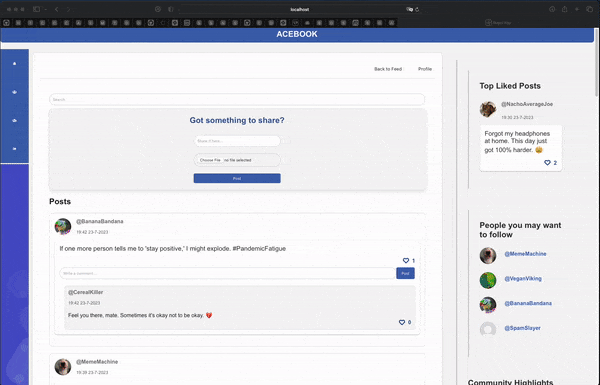 localhost
ACEBOOK
Back to Feed Profile
Search
Got something to share?
Share it here...
Choose File no file selected
Post
Posts
@BananaBandana
19:42 23-7-2023
If one more person tells me to 'stay positive,' I might explode. #PandemicFatigue
1
Write a comment...
Post
@CerealKiller
19:42 23-7-2023
Feel you there, mate. Sometimes it's okay not to be okay. 💔
0
@MemeMachine
19:39 23-7-2023
Top Liked Posts
@NachoAverageJoe
19:30 23-7-2023
Forgot my headphones
at home. This day just
got 100% harder. 😩
2
People you may want
to follow
@MemeMachine
@VeganViking
@BananaBandana
@SpamSlayer
Community Highlights